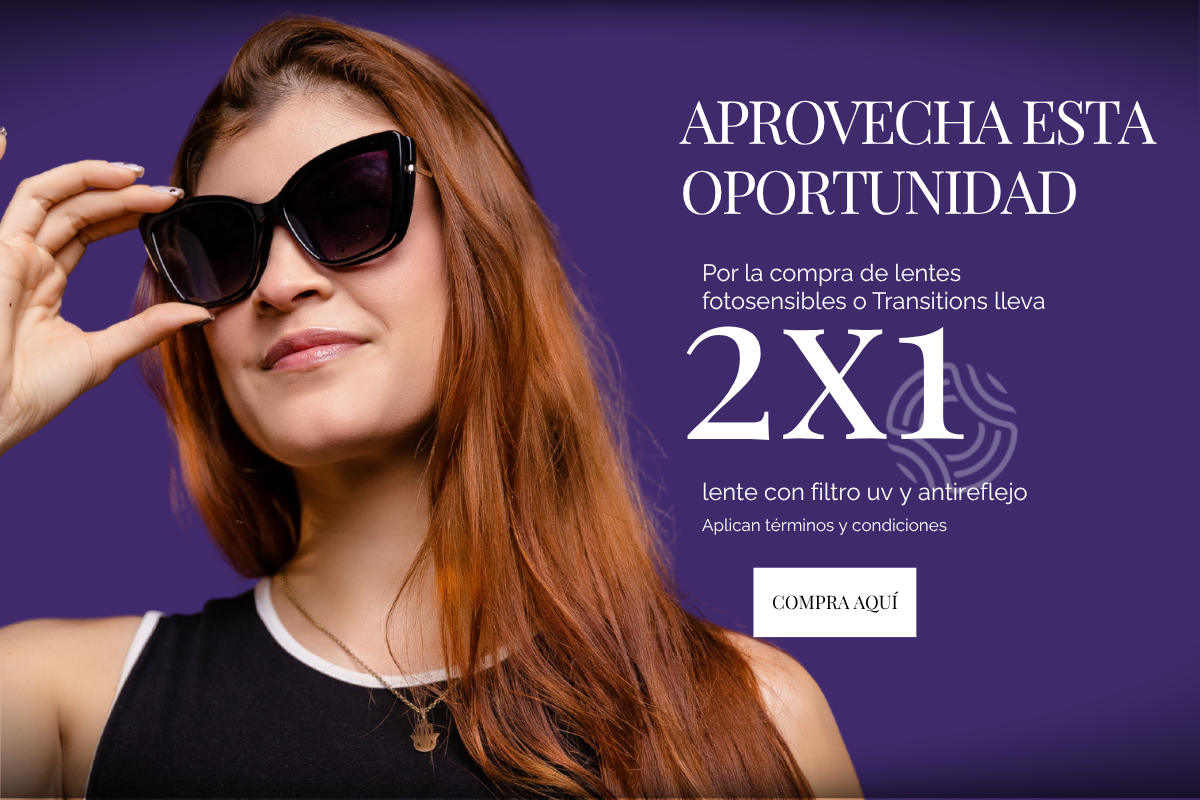 APROVECHA ESTA
OPORTUNIDAD
Por la compra de lentes
fotosensibles o Transitions lleva
2X1
lente con filtro uv y antireflejo
Aplican términos y condiciones
COMPRA AQUÍ